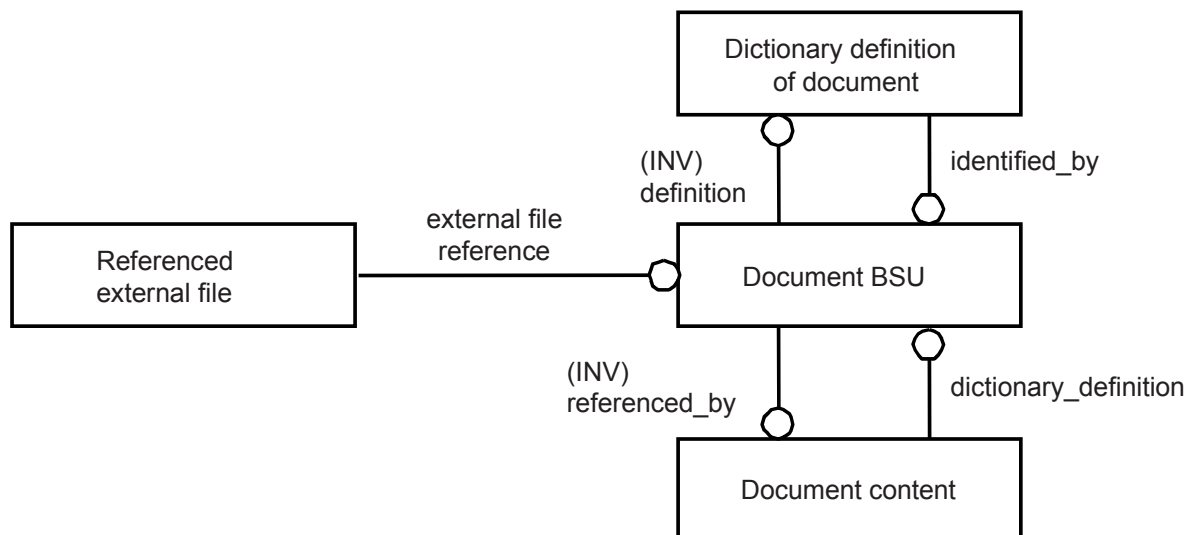 Dictionary definition
of document
(INV)
definition
identified_by
external file
reference
Referenced
external file
Document BSU
(INV)
referenced_by
dictionary_definition
Document content